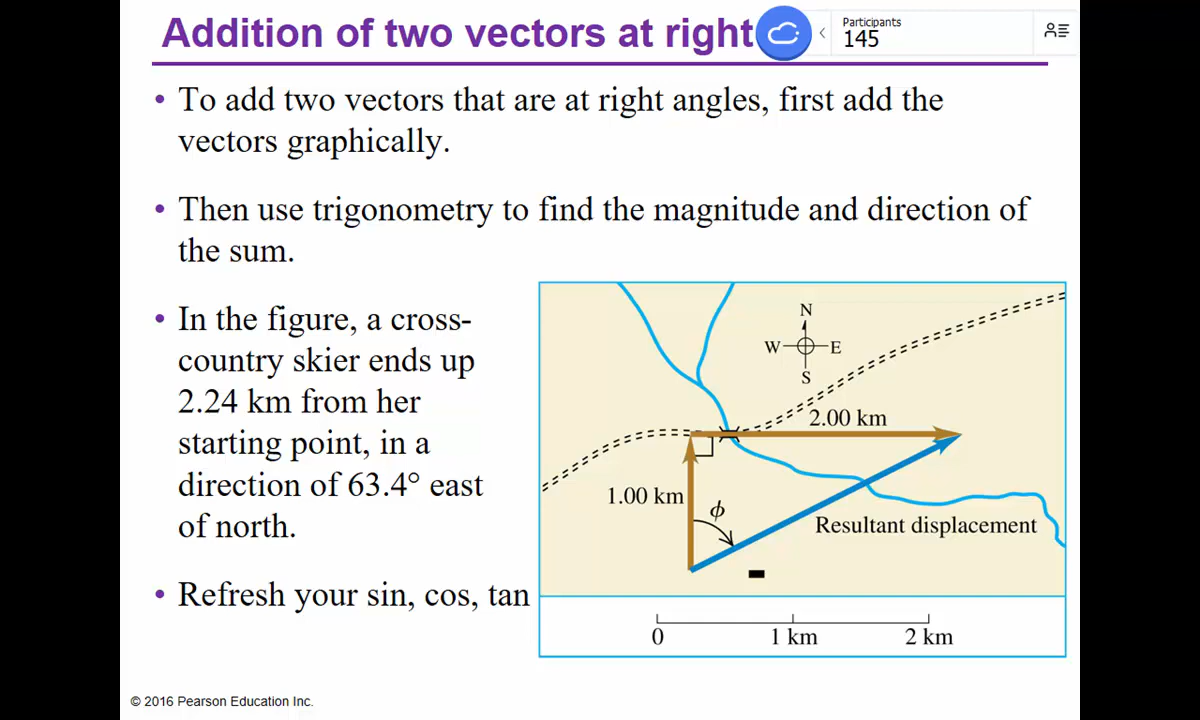 Addition of two vectors at right
Participants
145
• To add two vectors that are at right angles, first add the
vectors graphically.
• Then use trigonometry to find the magnitude and direction of
the sum.
• In the figure, a cross-
country skier ends up
2.24 km from her
starting point, in a
direction of 63.4° east
of north.
• Refresh your sin, cos, tan
N
W E
S
2.00 km
1.00 km
ϕ
Resultant displacement
0 1 km 2 km
© 2016 Pearson Education Inc.